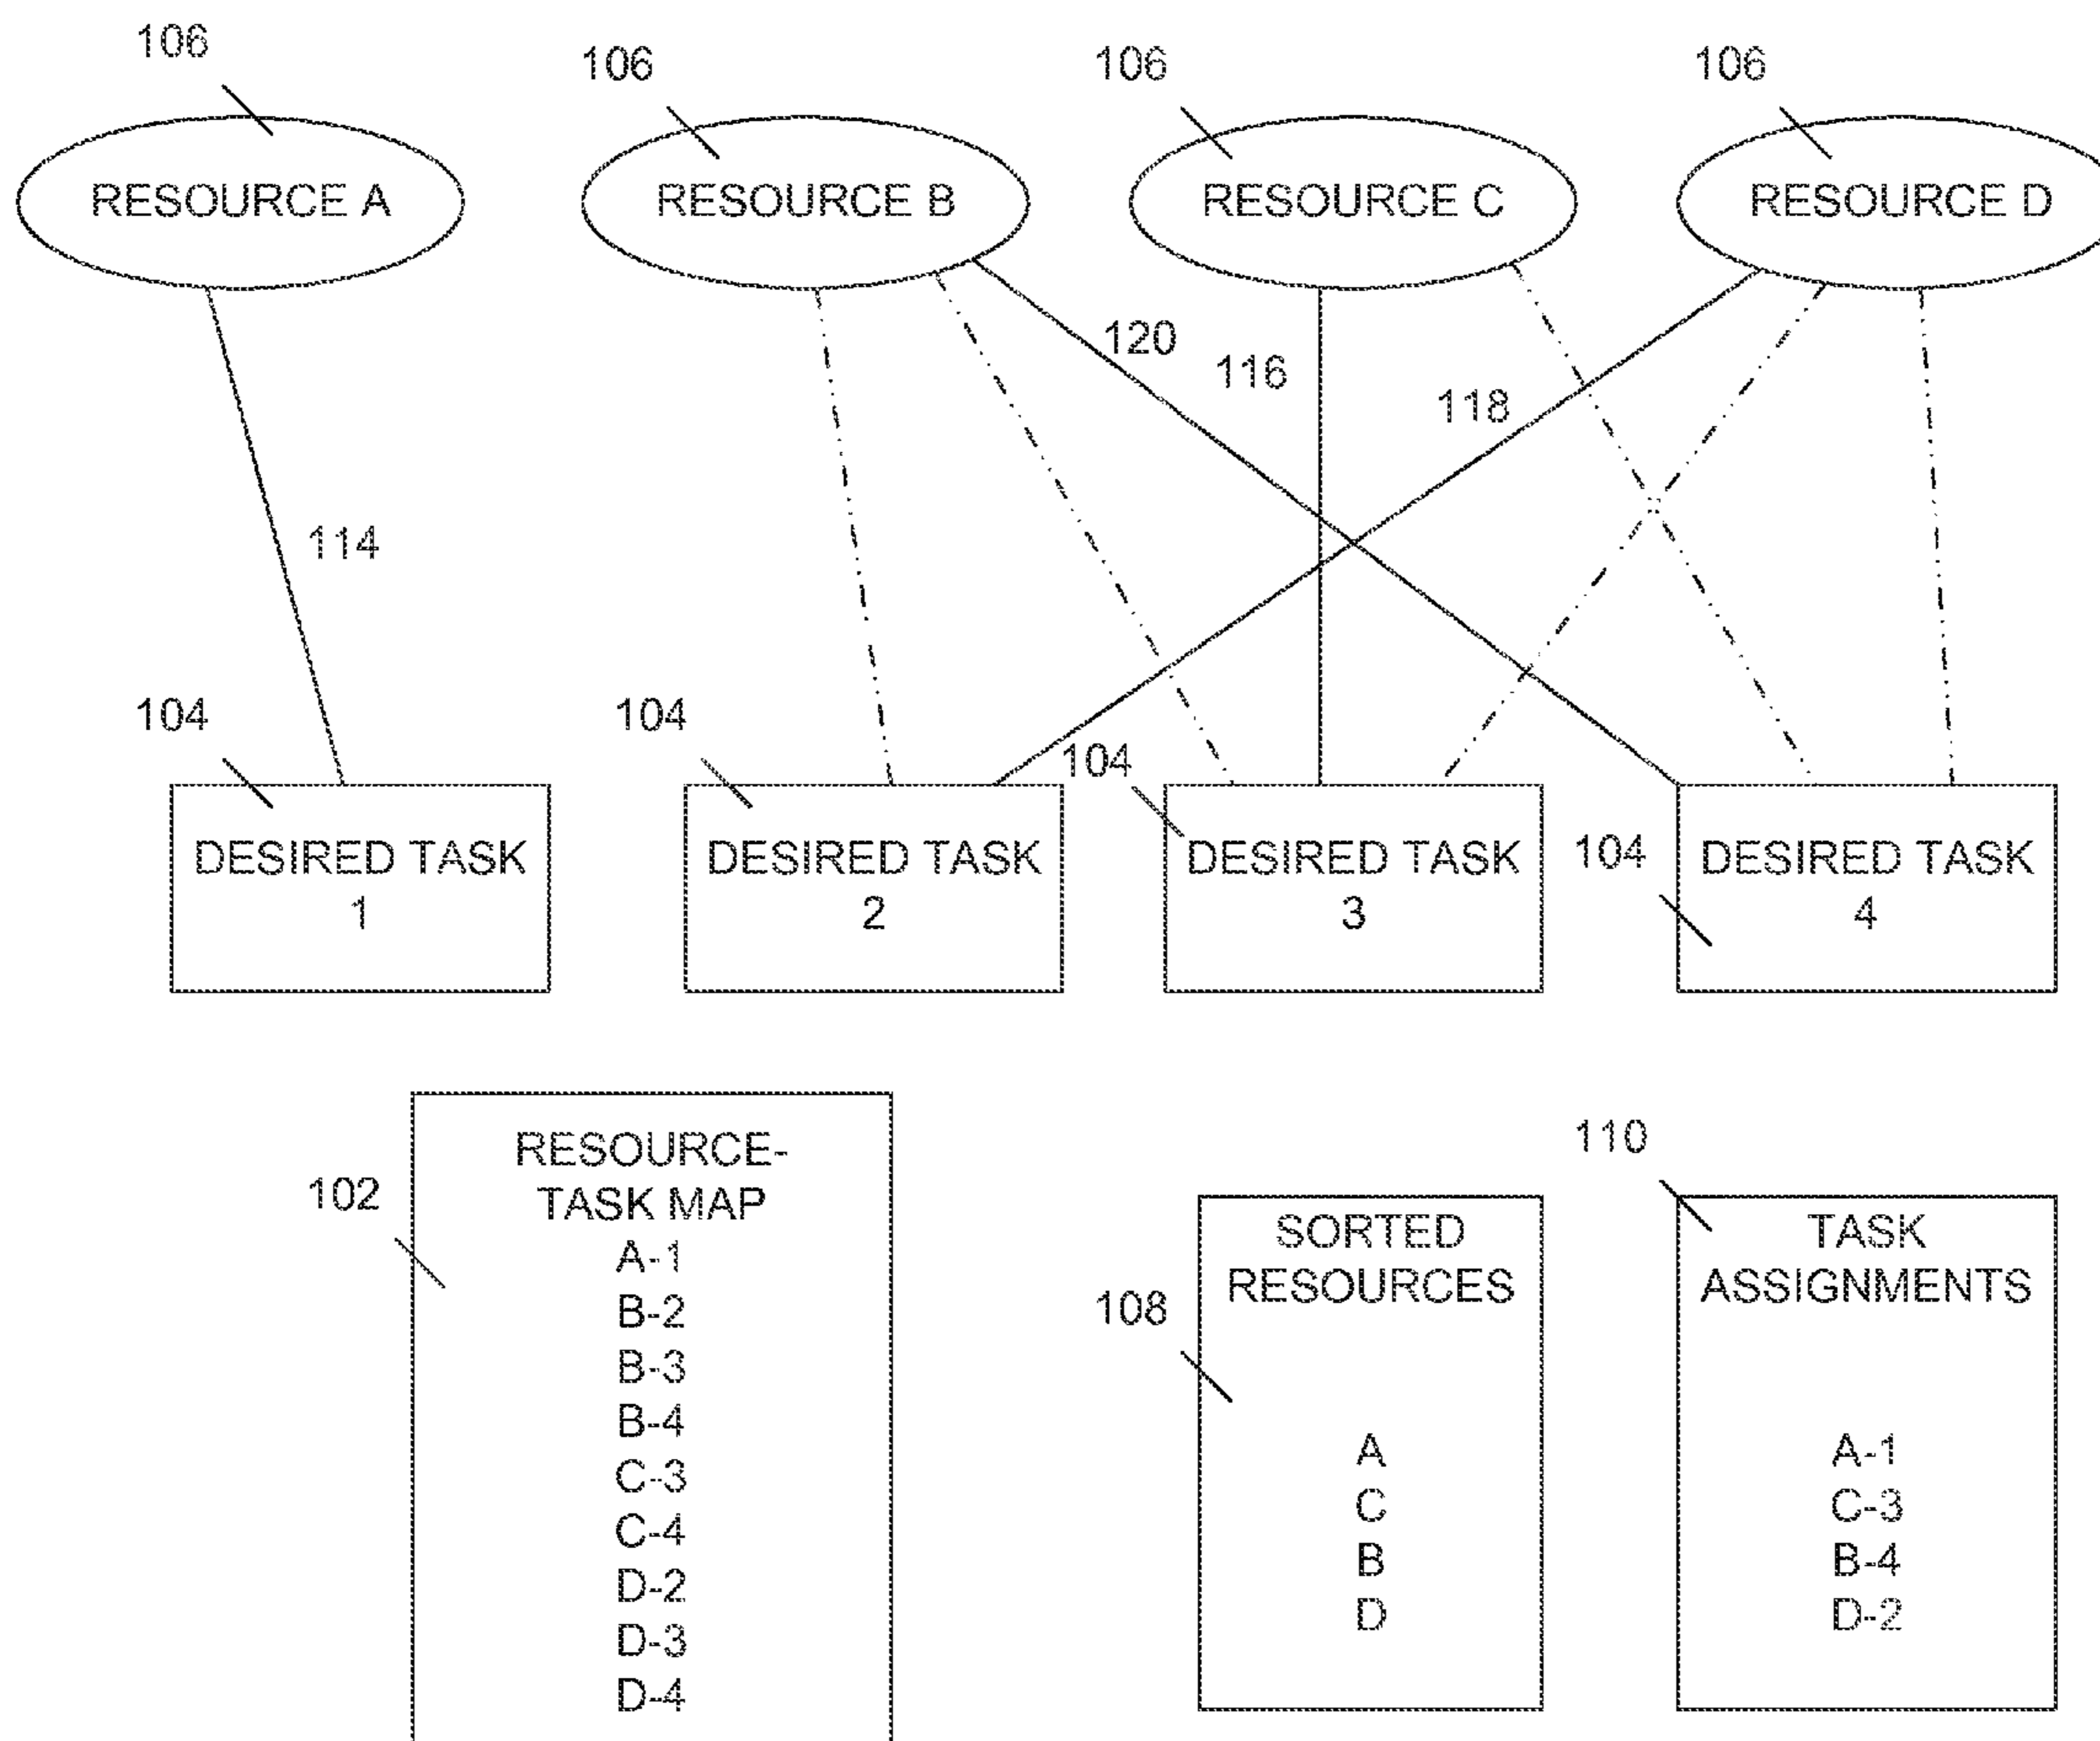 106
106
106
106
RESOURCE A
RESOURCE B
RESOURCE C
RESOURCE D
120
116
118
114
104
104
104
104
DESIRED TASK
1
DESIRED TASK
2
DESIRED TASK
3
DESIRED TASK
4
102
RESOURCE-
TASK MAP
A-1
B-2
B-3
B-4
C-3
C-4
D-2
D-3
D-4
108
SORTED
RESOURCES
A
C
B
D
110
TASK
ASSIGNMENTS
A-1
C-3
B-4
D-2